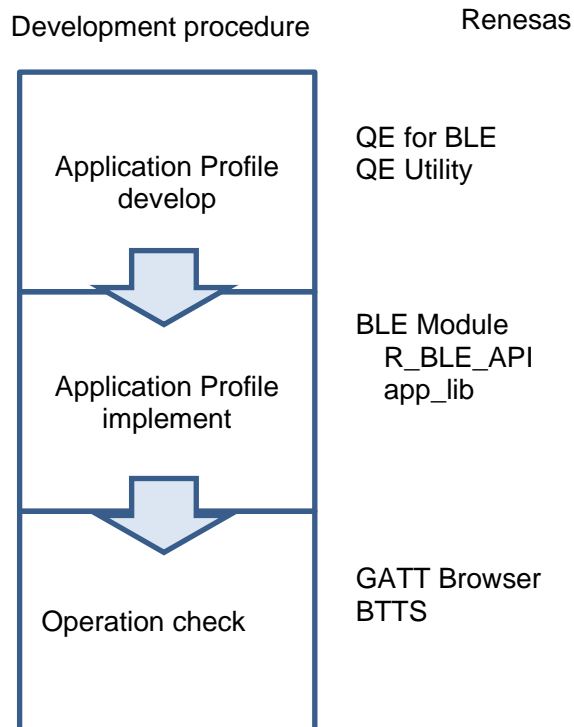 Development procedure
Renesas
Application Profile
develop
QE for BLE
QE Utility
Application Profile
implement
BLE Module
R_BLE_API
app_lib
Operation check
GATT Browser
BTTS